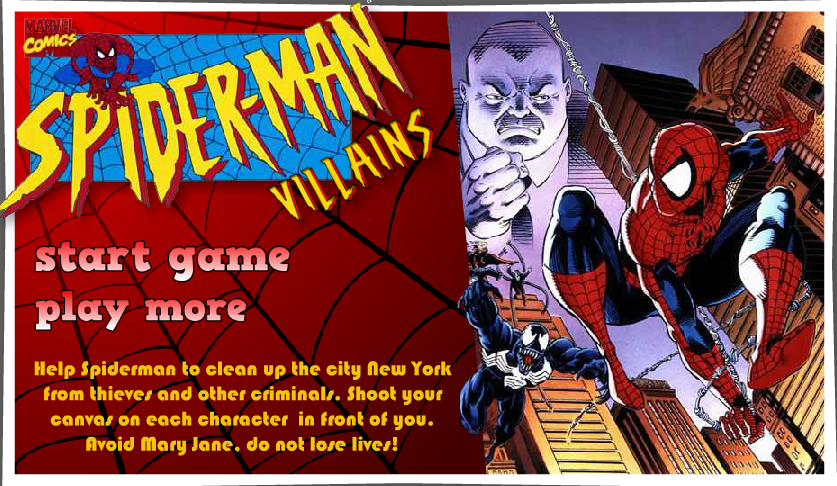 MARVEL
COMICS
SPIDER-MAN
VILLAINS
start game
play more
Help Spiderman to clean up the city New York
from thieves and other criminals. Shoot your
canvas on each character in front of you.
Avoid Mary Jane, do not lose lives!